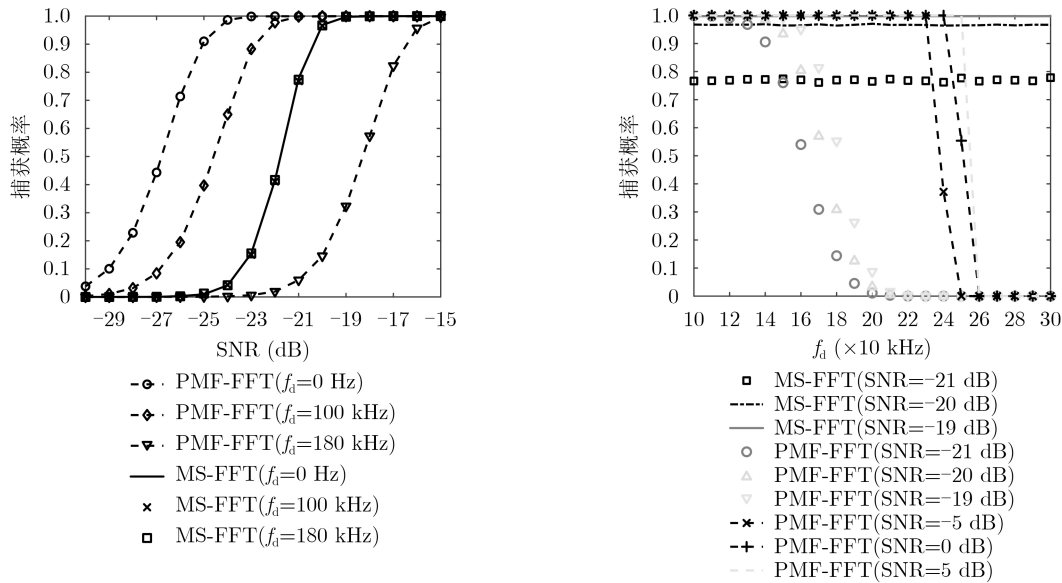 1.0
0.9
0.8
0.7
0.6
0.5
0.4
0.3
0.2
0.1
0
捕获概率
−29 −27 −25 −23 −21 −19 −17 −15
SNR (dB)
PMF-FFT(fd=0 Hz)
PMF-FFT(fd=100 kHz)
PMF-FFT(fd=180 kHz)
MS-FFT(fd=0 Hz)
MS-FFT(fd=100 kHz)
MS-FFT(fd=180 kHz)
1.0
0.9
0.8
0.7
0.6
0.5
0.4
0.3
0.2
0.1
0
捕获概率
10 12 14 16 18 20 22 24 26 28 30
fd (×10 kHz)
MS-FFT(SNR=−21 dB)
MS-FFT(SNR=−20 dB)
MS-FFT(SNR=−19 dB)
PMF-FFT(SNR=−21 dB)
PMF-FFT(SNR=−20 dB)
PMF-FFT(SNR=−19 dB)
PMF-FFT(SNR=−5 dB)
PMF-FFT(SNR=0 dB)
PMF-FFT(SNR=5 dB)